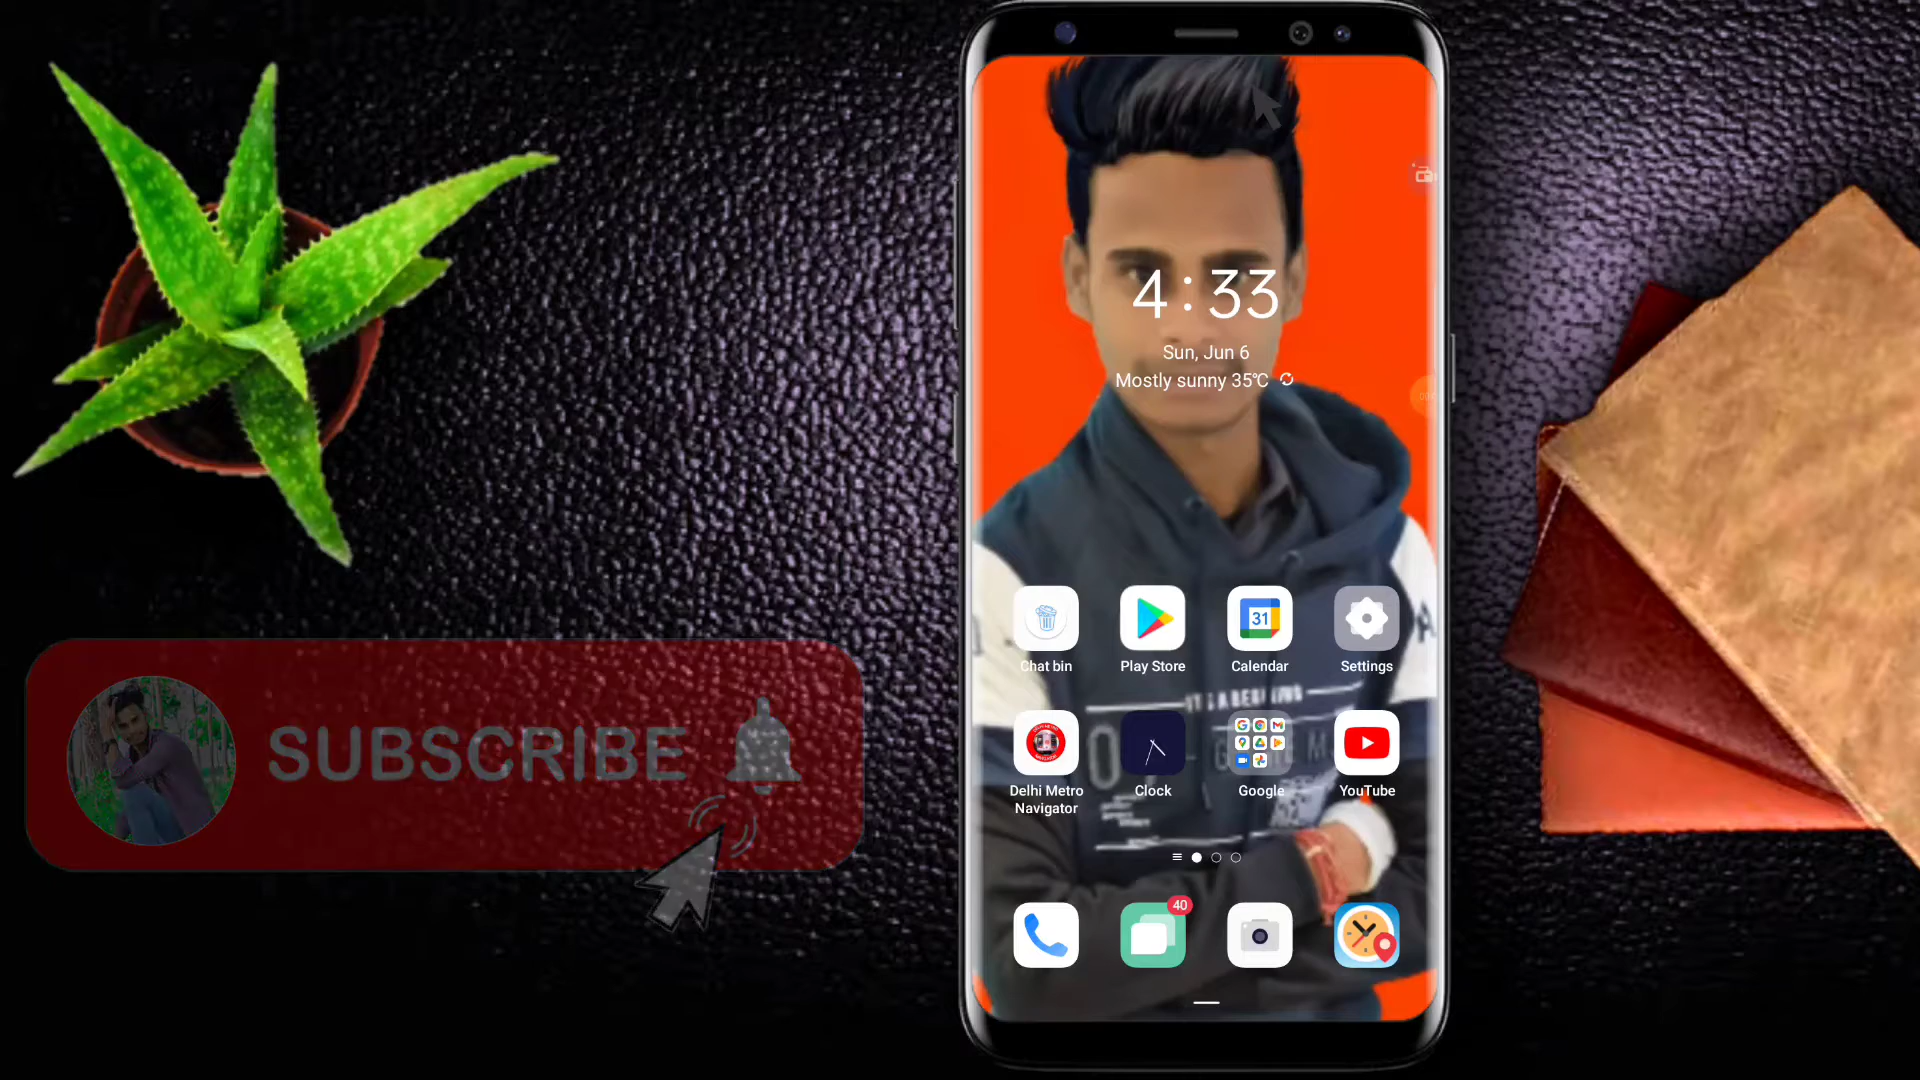 4:33
Sun, Jun 6
Mostly sunny 35℃
31
Chat bin
Play Store
Calendar
Settings
Delhi Metro
Navigator
Clock
Google
YouTube
40
SUBSCRIBE